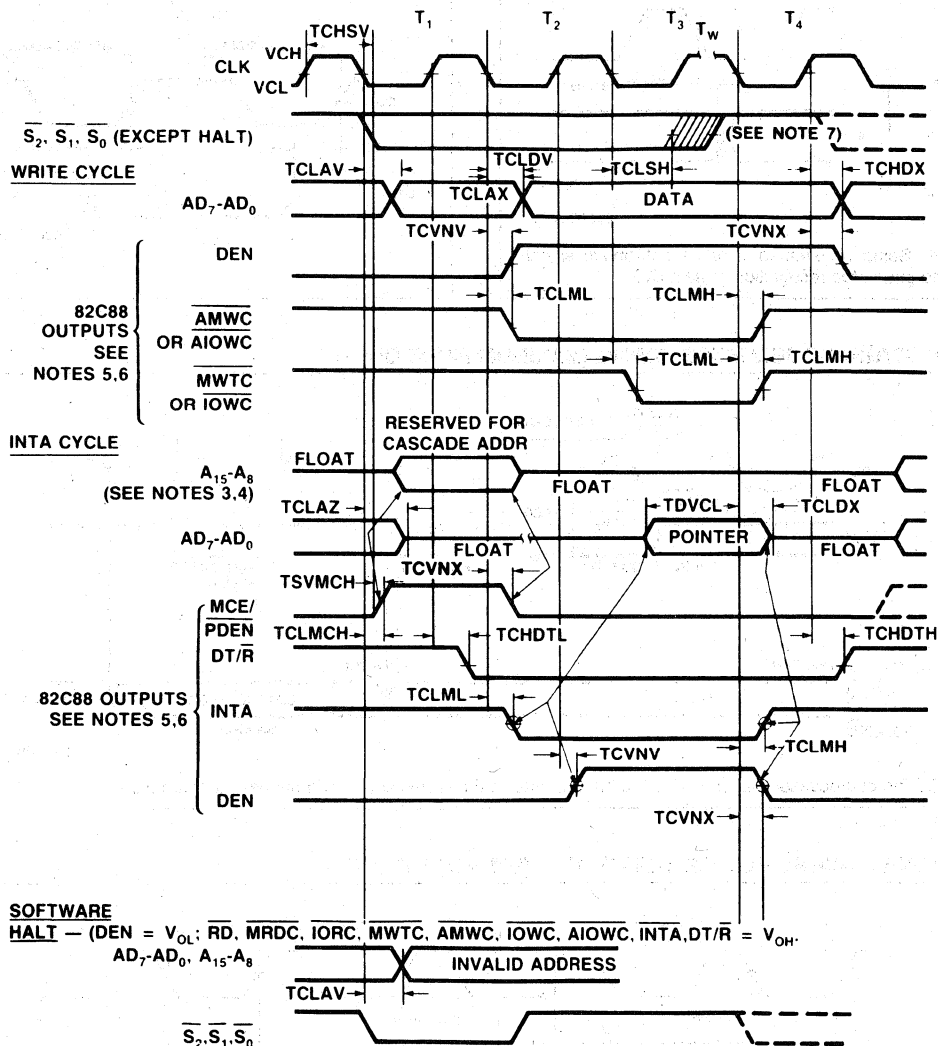 T1 T2 T3 TW T4
TCHSV
VCH
CLK
VCL
S2, S1, S0 (EXCEPT HALT)
(SEE NOTE 7)
WRITE CYCLE
TCLAV
TCLDV
TCLAX
TCLSH
TCHDX
AD7-AD0
DATA
TCVNV
TCVNX
DEN
82C88
OUTPUTS
SEE
NOTES 5,6
TCLML
TCLMH
AMWC
OR AIOWC
TCLML
TCLMH
MWTC
OR IOWC
INTA CYCLE
RESERVED FOR
CASCADE ADDR
FLOAT
A15-A8
(SEE NOTES 3,4)
FLOAT
FLOAT
TCLAZ
TDVCL
TCLDX
AD7-AD0
FLOAT
POINTER
FLOAT
TCVNX
TSVMCH
MCE/
PDEN
TCLMCH
TCHDTL
TCHDTH
DT/R
82C88 OUTPUTS
SEE NOTES 5,6
TCLML
INTA
TCLMH
TCVNV
DEN
TCVNX
SOFTWARE
HALT — (DEN = VOL; RD, MRDC, IORC, MWTC, AMWC, IOWC, AIOWC, INTA,DT/R = VOH.
AD7-AD0, A15-A8
INVALID ADDRESS
TCLAV
S2,S1,S0